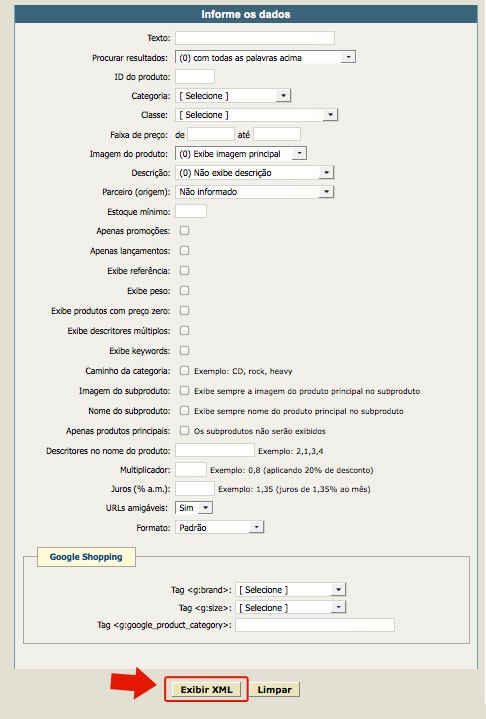 Informe os dados
Texto:
Procurar resultados: (0) com todas as palavras acima
ID do produto:
Categoria: [ Selecione ]
Classe: [ Selecione ]
Faixa de preço: de até
Imagem do produto: (0) Exibe imagem principal
Descrição: (0) Não exibe descrição
Parceiro (origem): Não informado
Estoque mínimo:
Apenas promoções:
Apenas lançamentos:
Exibe referência:
Exibe peso:
Exibe produtos com preço zero:
Exibe descritores múltiplos:
Exibe keywords:
Caminho da categoria: Exemplo: CD, rock, heavy
Imagem do subproduto: Exibe sempre a imagem do produto principal no subproduto
Nome do subproduto: Exibe sempre nome do produto principal no subproduto
Apenas produtos principais: Os subprodutos não serão exibidos
Descritores no nome do produto: Exemplo: 2,1,3,4
Multiplicador: Exemplo: 0,8 (aplicando 20% de desconto)
Juros (% a.m.): Exemplo: 1,35 (juros de 1,35% ao mês)
URLs amigáveis: Sim
Formato: Padrão
Google Shopping
Tag <g:brand>: [ Selecione ]
Tag <g:size>: [ Selecione ]
Tag <g:google_product_category>:
Exibir XML Limpar